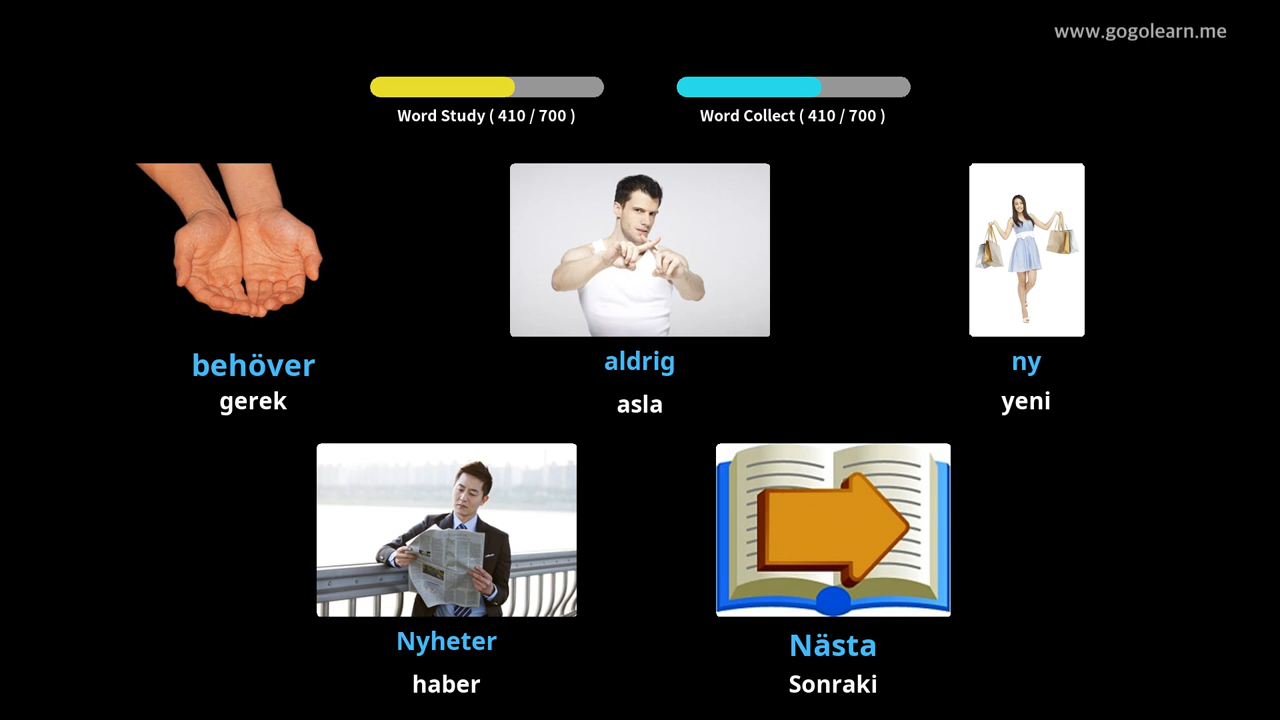 www.gogolearn.me
Word Study ( 410 / 700 )
Word Collect ( 410 / 700 )
behöver
gerek
aldrig
asla
ny
yeni
Nyheter
haber
Nästa
Sonraki